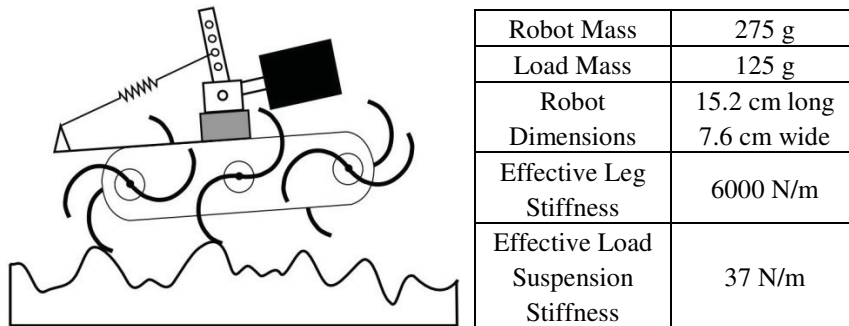 Robot Mass 275 g
Load Mass 125 g
Robot 15.2 cm long
Dimensions 7.6 cm wide
Effective Leg
Stiffness
6000 N/m
Effective Load
Suspension
Stiffness
37 N/m